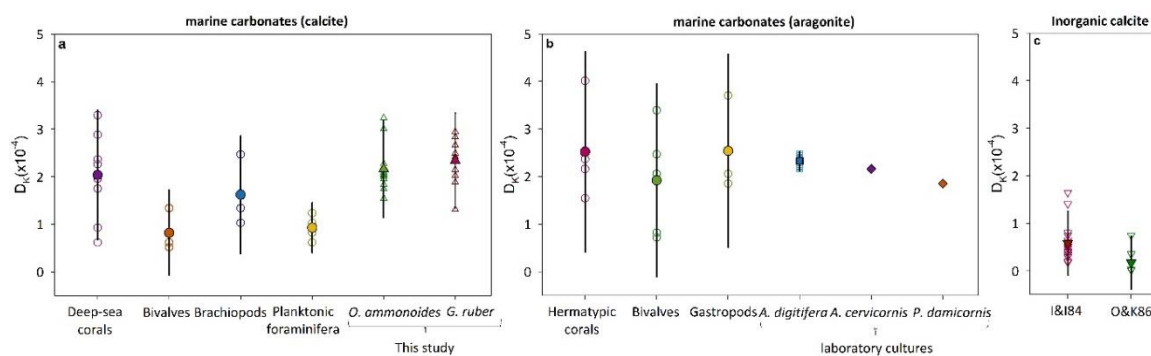 marine carbonates (calcite)
a
5
4
3
2
1
0
D_K(x10⁻⁴)
Deep-sea corals
Bivalves
Brachiopods
Planktonic foraminifera
O. ammonoides
G. ruber
This study
marine carbonates (aragonite)
b
5
4
3
2
1
0
D_K(x10⁻⁴)
Hermatypic corals
Bivalves
Gastropods
A. digitifera
A. cervicornis
P. damicornis
laboratory cultures
Inorganic calcite
c
5
4
3
2
1
0
D_K(x10⁻⁴)
I&I84
O&K86